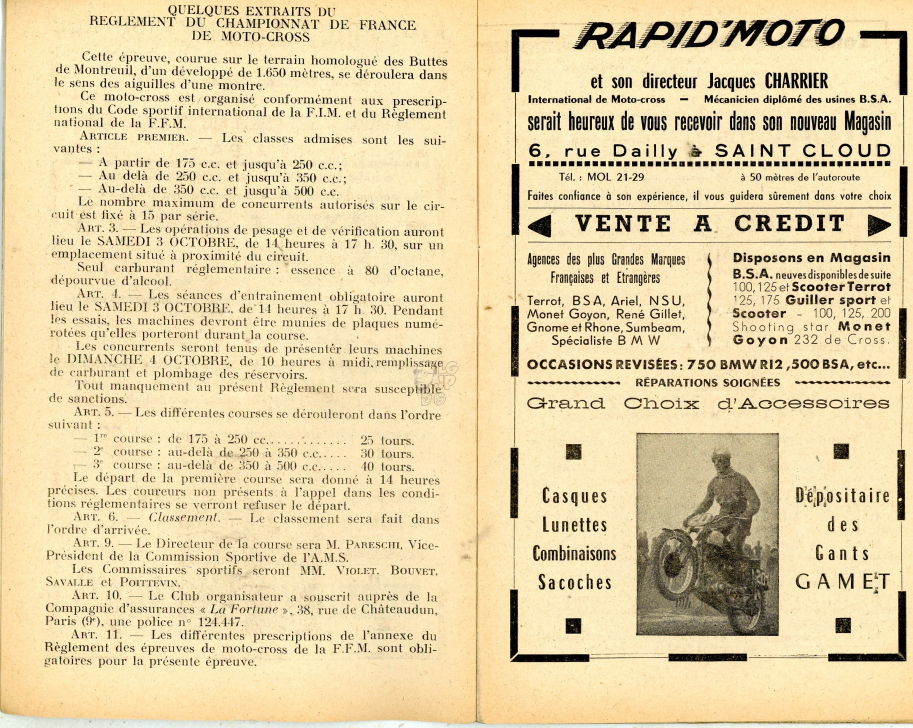 QUELQUES EXTRAITS DU
REGLEMENT DU CHAMPIONNAT DE FRANCE
DE MOTO-CROSS
Cette épreuve, courue sur le terrain homologué des Buttes
de Montreuil, d'un développé de 1.650 mètres, se déroulera dans
le sens des aiguilles d'une montre.
Ce moto-cross est organisé conformément aux prescrip-
tions du Code sportif international de la F.I.M. et du Règlement
national de la F.F.M.
ARTICLE PREMIER. — Les classes admises sont les sui-
vantes :
— A partir de 175 c.c. et jusqu'à 250 c.c.;
— Au delà de 250 c.c. et jusqu'à 350 c.c.;
— Au-delà de 350 c.c. et jusqu'à 500 c.c.
Le nombre maximum de concurrents autorisés sur le cir-
cuit est fixé à 15 par série.
ART. 3. — Les opérations de pesage et de vérification auront
lieu le SAMEDI 3 OCTOBRE, de 14 heures à 17 h. 30, sur un
emplacement situé à proximité du circuit.
Seul carburant réglementaire : essence à 80 d'octane,
dépourvue d'alcool.
ART. 4. — Les séances d'entrainement obligatoire auront
lieu le SAMEDI 3 OCTOBRE, de 14 heures à 17 h. 30. Pendant
les essais, les machines devront être munies de plaques numé-
rotées qu'elles porteront durant la course.
Les concurrents seront tenus de présenter leurs machines
le DIMANCHE 4 OCTOBRE, de 10 heures à midi, remplissage
de carburant et plombage des réservoirs.
Tout manquement au présent Règlement sera susceptible
de sanctions.
ART. 5. — Les différentes courses se dérouleront dans l'ordre
suivant :
— 1re course : de 175 à 250 cc............. 25 tours.
— 2e course : au-delà de 250 à 350 c.c..... 30 tours.
— 3e course : au-delà de 350 à 500 c.c..... 40 tours.
Le départ de la première course sera donné à 14 heures
précises. Les coureurs non présents à l'appel dans les condi-
tions réglementaires se verront refuser le départ.
ART. 6. — Classement. — Le classement sera fait dans
l'ordre d'arrivée.
ART. 9. — Le Directeur de la course sera M. PARESCHI, Vice-
Président de la Commission Sportive de l'A.M.S.
Les Commissaires sportifs seront MM. VIOLET, BOUVET,
SAVALLE et POITTEVIN.
ART. 10. — Le Club organisateur a souscrit auprès de la
Compagnie d'assurances « La Fortune », 38, rue de Châteaudun,
Paris (9e), une police n° 124.447.
ART. 11. — Les différentes prescriptions de l'annexe du
Règlement des épreuves de moto-cross de la F.F.M. sont obli-
gatoires pour la présente épreuve.
RAPID'MOTO
et son directeur Jacques CHARRIER
International de Moto-cross — Mécanicien diplômé des usines B.S.A.
serait heureux de vous recevoir dans son nouveau Magasin
6, rue Dailly à SAINT CLOUD
Tél. : MOL 21-29 à 50 mètres de l'autoroute
Faites confiance à son expérience, il vous guidera sûrement dans votre choix
VENTE A CREDIT
Agences des plus Grandes Marques
Françaises et Etrangères
Terrot, BSA, Ariel, NSU,
Monet Goyon, René Gillet,
Gnome et Rhone, Sumbeam,
Spécialiste B M W
Disposons en Magasin
B.S.A. neuves disponibles de suite
100, 125 et Scooter Terrot
125, 175 Guiller sport et
Scooter - 100, 125, 200
Shooting star Monet
Goyon 232 de Cross.
OCCASIONS REVISÉES : 750 BMW R12, 500 BSA, etc...
RÉPARATIONS SOIGNÉES
Grand Choix d'Accessoires
Casques
Lunettes
Combinaisons
Sacoches
Dépositaire
des
Gants
GAMET